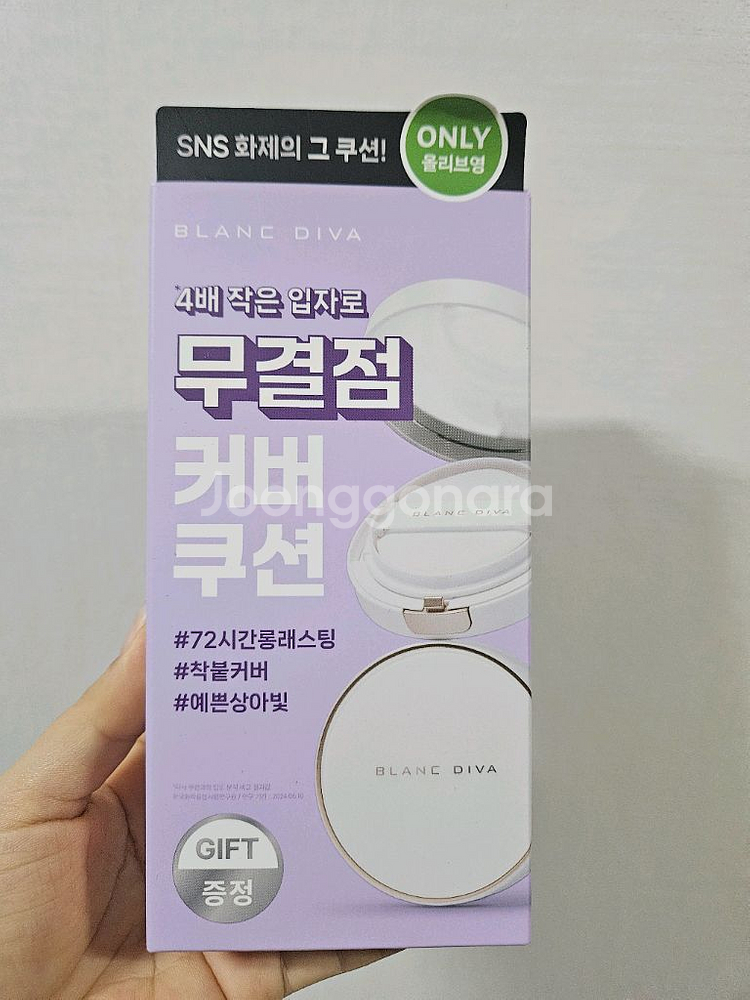 SNS 화제의 그 쿠션!
ONLY
올리브영
BLANC DIVA
*4배 작은 입자로
무결점
커버
쿠션
Joonggonara
BLANC DIVA
#72시간롱래스팅
#착붙커버
#예쁜상아빛
BLANC DIVA
GIFT
증정